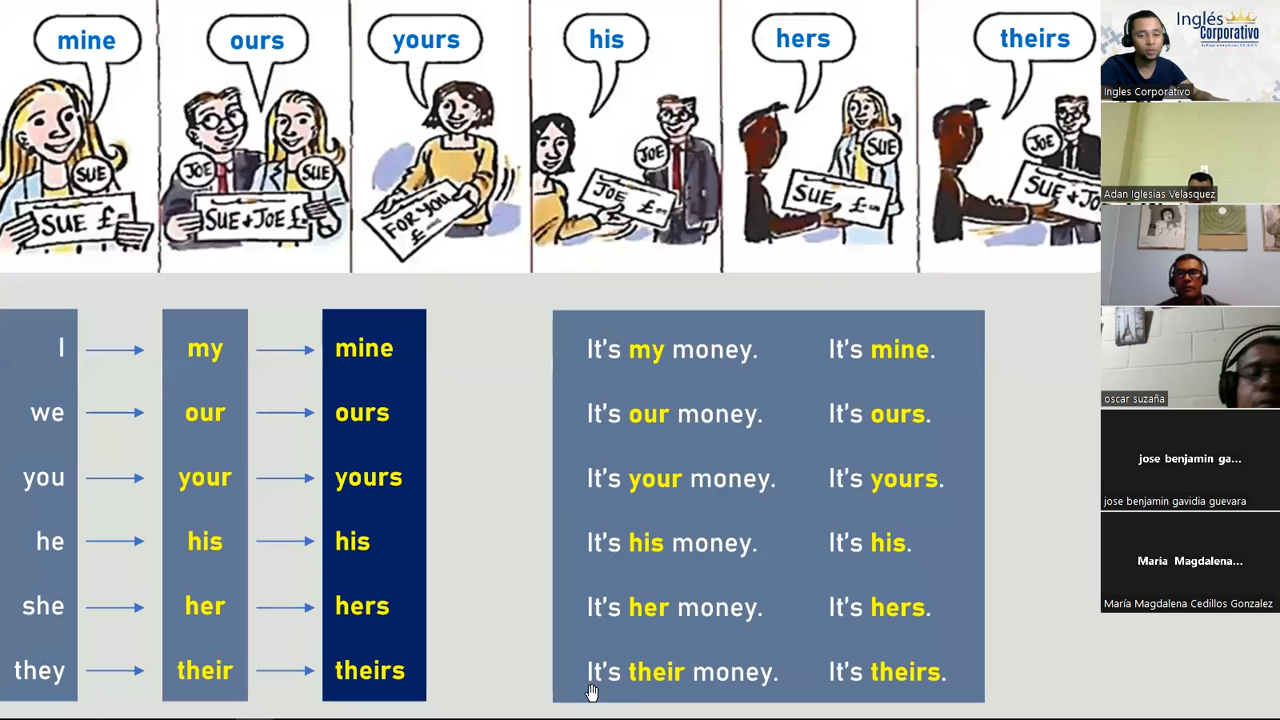 mine
ours
yours
his
hers
theirs
SUE
SUE £
JOE
SUE
SUE + JOE £
FOR YOU
£
JOE
JOE £
SUE
SUE £
JOE
SUE + JO
I my mine
we our ours
you your yours
he his his
she her hers
they their theirs
It's my money. It's mine.
It's our money. It's ours.
It's your money. It's yours.
It's his money. It's his.
It's her money. It's hers.
It's their money. It's theirs.
Inglés
Corporativo
Ingles Corporativo
Adan Iglesias Velasquez
oscar suzaña
jose benjamin ga...
jose benjamin gavidia guevara
María Magdalena...
María Magdalena Cedillos Gonzalez